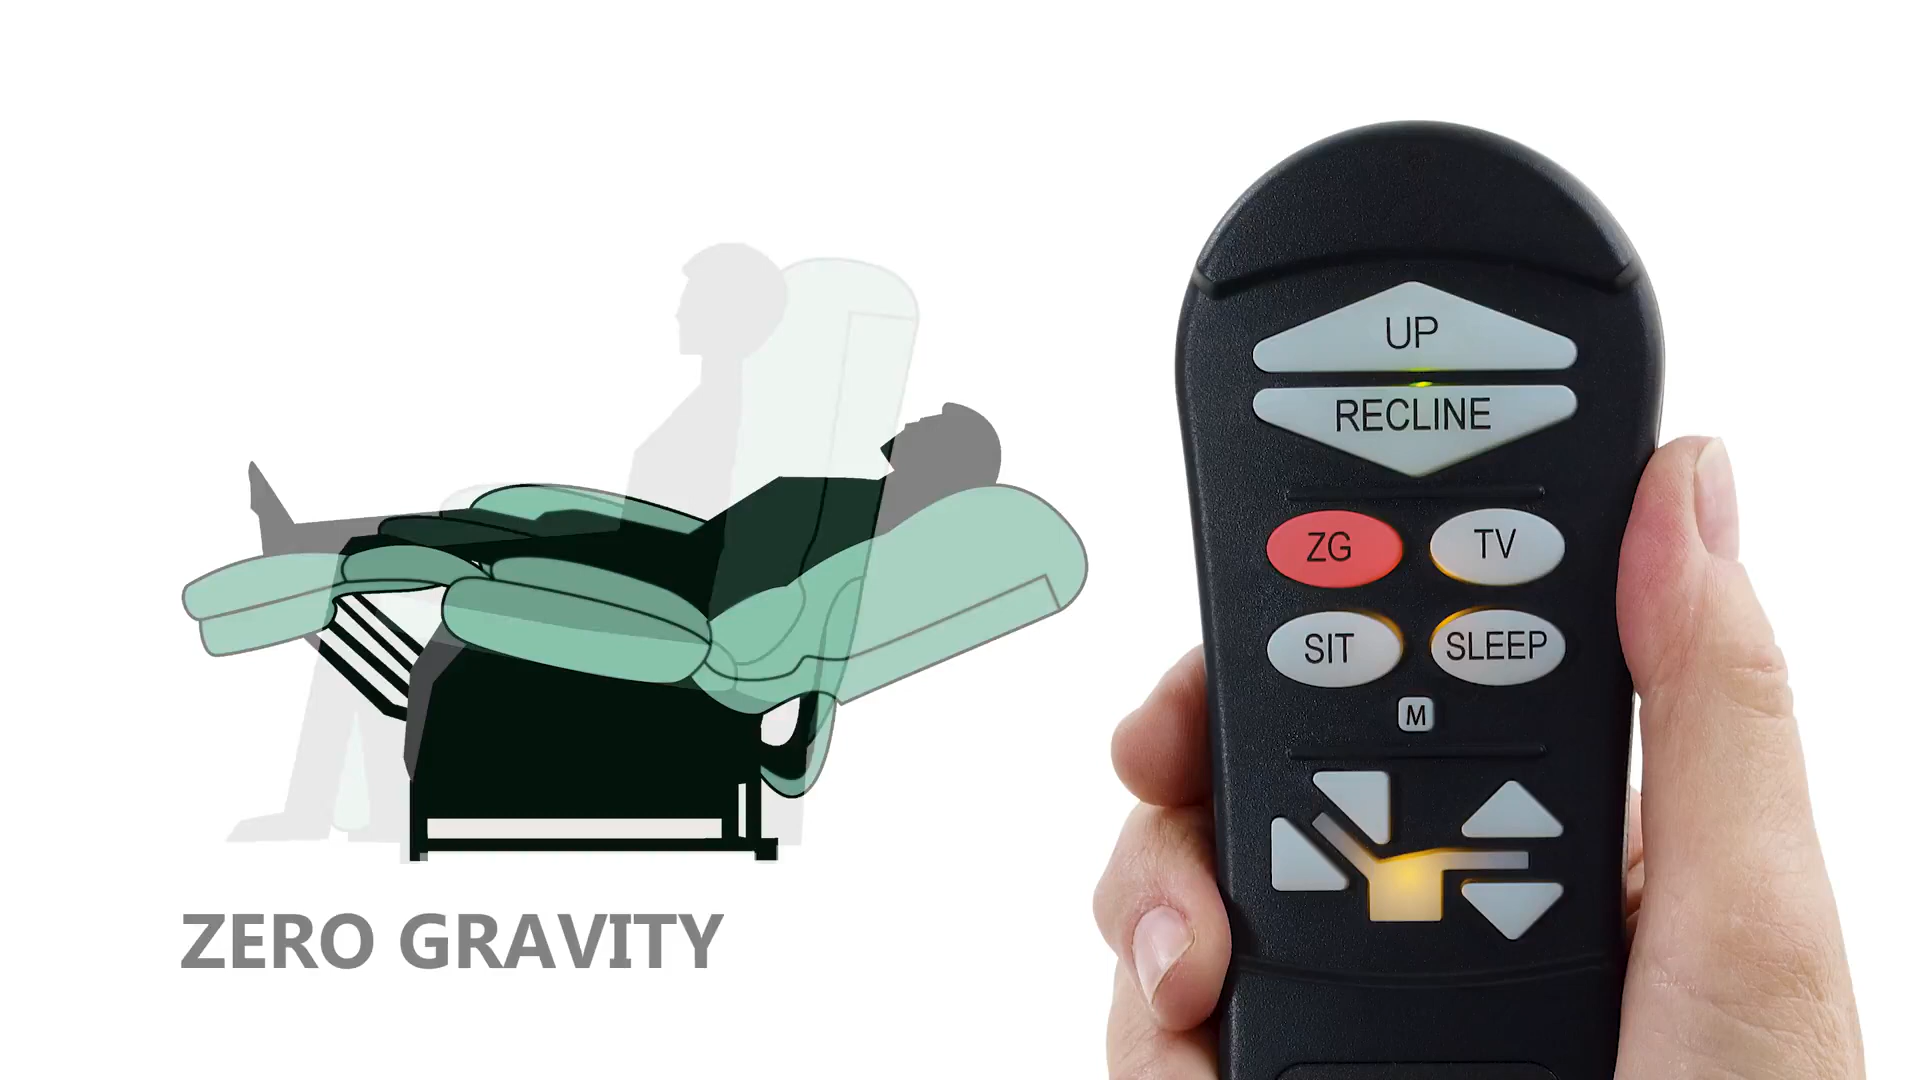 ZERO GRAVITY
UP
RECLINE
ZG TV
SIT SLEEP
M